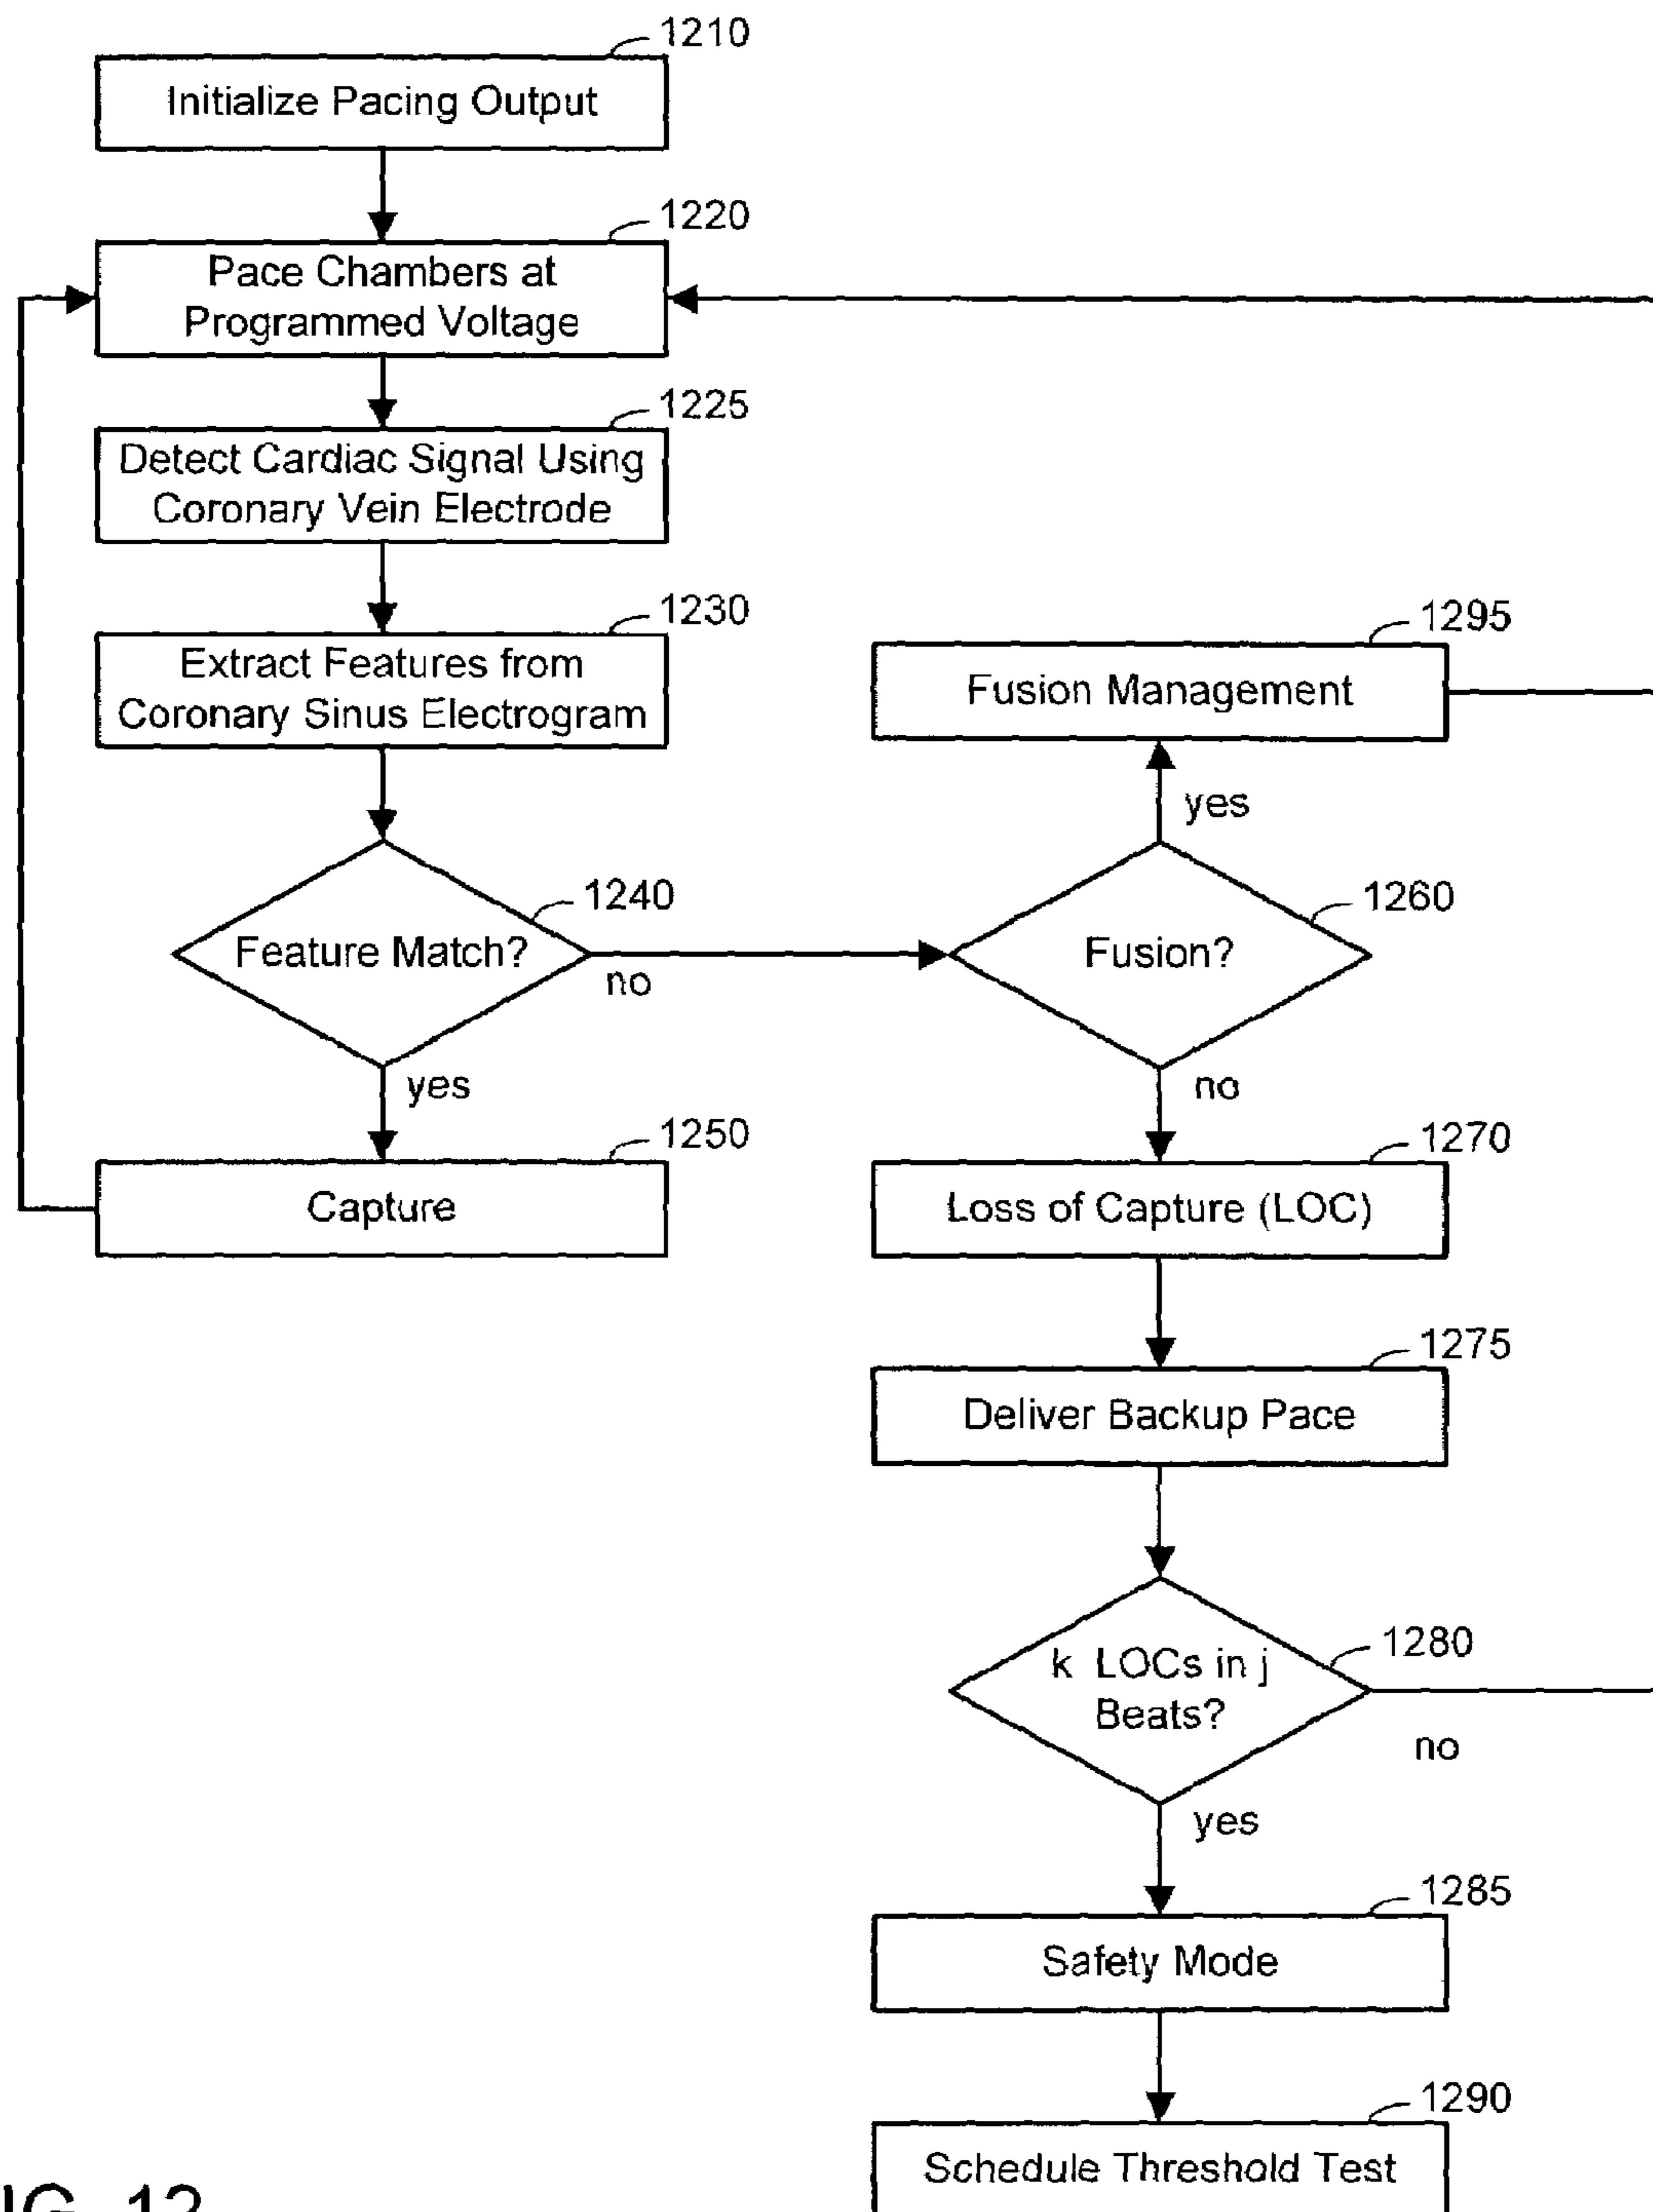 1210
Initialize Pacing Output
1220
Pace Chambers at
Programmed Voltage
1225
Detect Cardiac Signal Using
Coronary Vein Electrode
1230
Extract Features from
Coronary Sinus Electrogram
1240
Feature Match?
no
yes
1250
Capture
1295
Fusion Management
yes
1260
Fusion?
no
1270
Loss of Capture (LOC)
1275
Deliver Backup Pace
1280
k LOCs in j
Beats?
no
yes
1285
Safety Mode
1290
Schedule Threshold Test
IG. 12